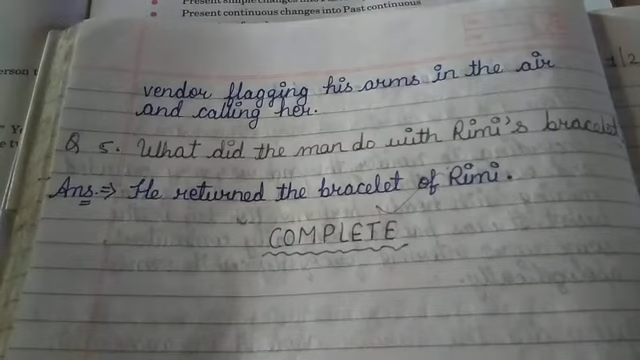 Present continuous changes into Past continuous
vendor flagging his arms in the air
and calling her.
Q 5. What did the man do with Rimi's bracelet
Ans ⇒ He returned the bracelet of Rimi.
COMPLETE